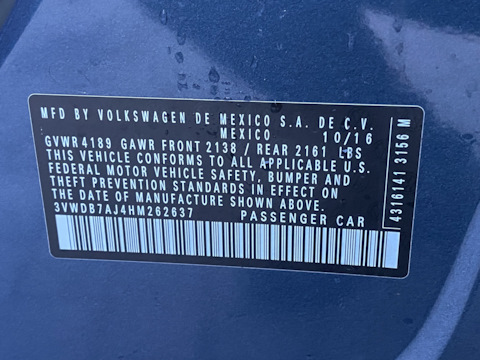 MFD BY VOLKSWAGEN DE MEXICO S.A. DE C.V.
MEXICO 10/16
GVWR 4189 GAWR FRONT 2138 / REAR 2161 LBS
THIS VEHICLE CONFORMS TO ALL APPLICABLE U.S.
FEDERAL MOTOR VEHICLE SAFETY, BUMPER AND
THEFT PREVENTION STANDARDS IN EFFECT ON
DATE OF MANUFACTURE SHOWN ABOVE.
3VWDB7AJ4HM262637 PASSENGER CAR
4316141 3156 M